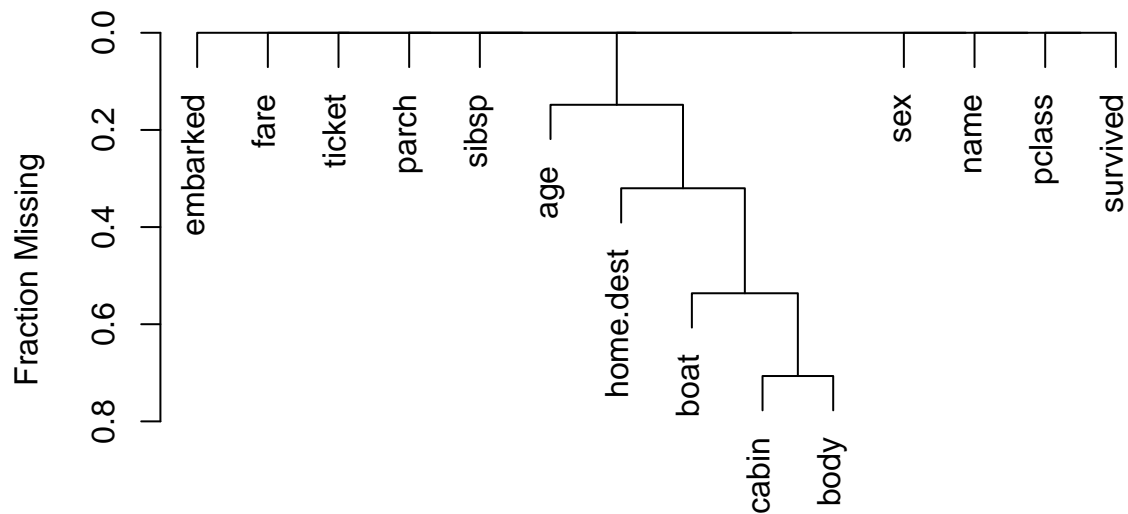 Fraction Missing
0.0
0.2
0.4
0.6
0.8
embarked
fare
ticket
parch
sibsp
age
home.dest
boat
cabin
body
sex
name
pclass
survived